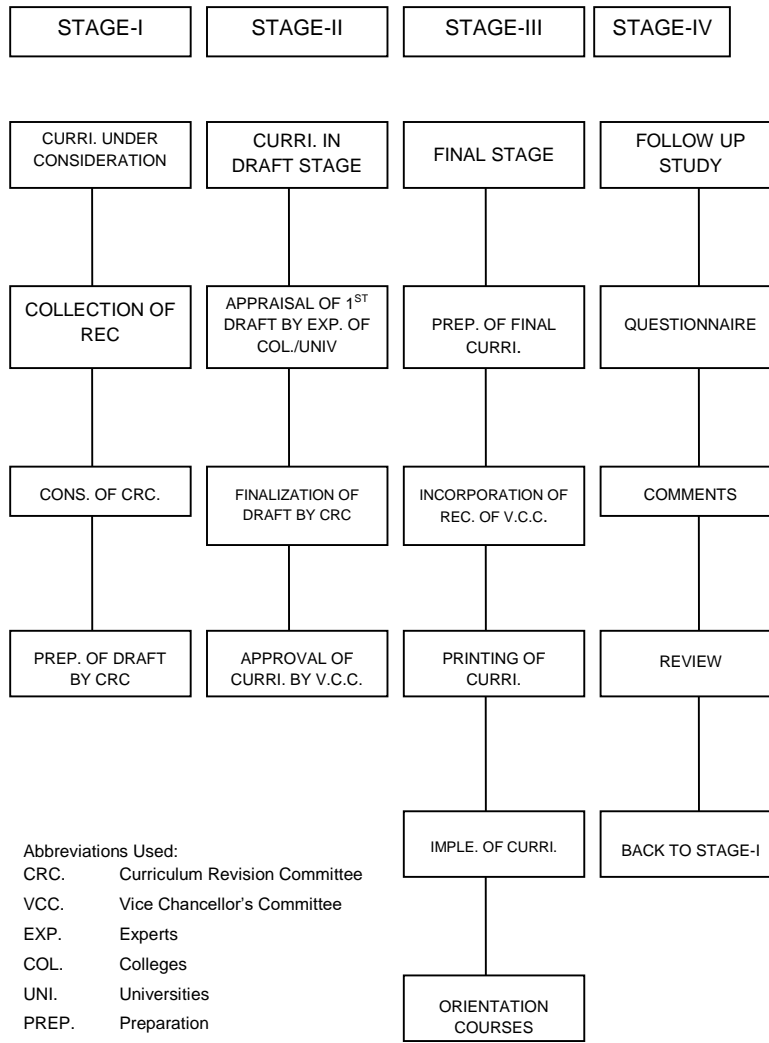 STAGE-I
STAGE-II
STAGE-III
STAGE-IV
CURRI. UNDER
CONSIDERATION
CURRI. IN
DRAFT STAGE
FINAL STAGE
FOLLOW UP
STUDY
COLLECTION OF
REC
APPRAISAL OF 1ST
DRAFT BY EXP. OF
COL./UNIV
PREP. OF FINAL
CURRI.
QUESTIONNAIRE
CONS. OF CRC.
FINALIZATION OF
DRAFT BY CRC
INCORPORATION OF
REC. OF V.C.C.
COMMENTS
PREP. OF DRAFT
BY CRC
APPROVAL OF
CURRI. BY V.C.C.
PRINTING OF
CURRI.
REVIEW
IMPLE. OF CURRI.
BACK TO STAGE-I
Abbreviations Used:
CRC. Curriculum Revision Committee
VCC. Vice Chancellor's Committee
EXP. Experts
COL. Colleges
UNI. Universities
PREP. Preparation
ORIENTATION
COURSES